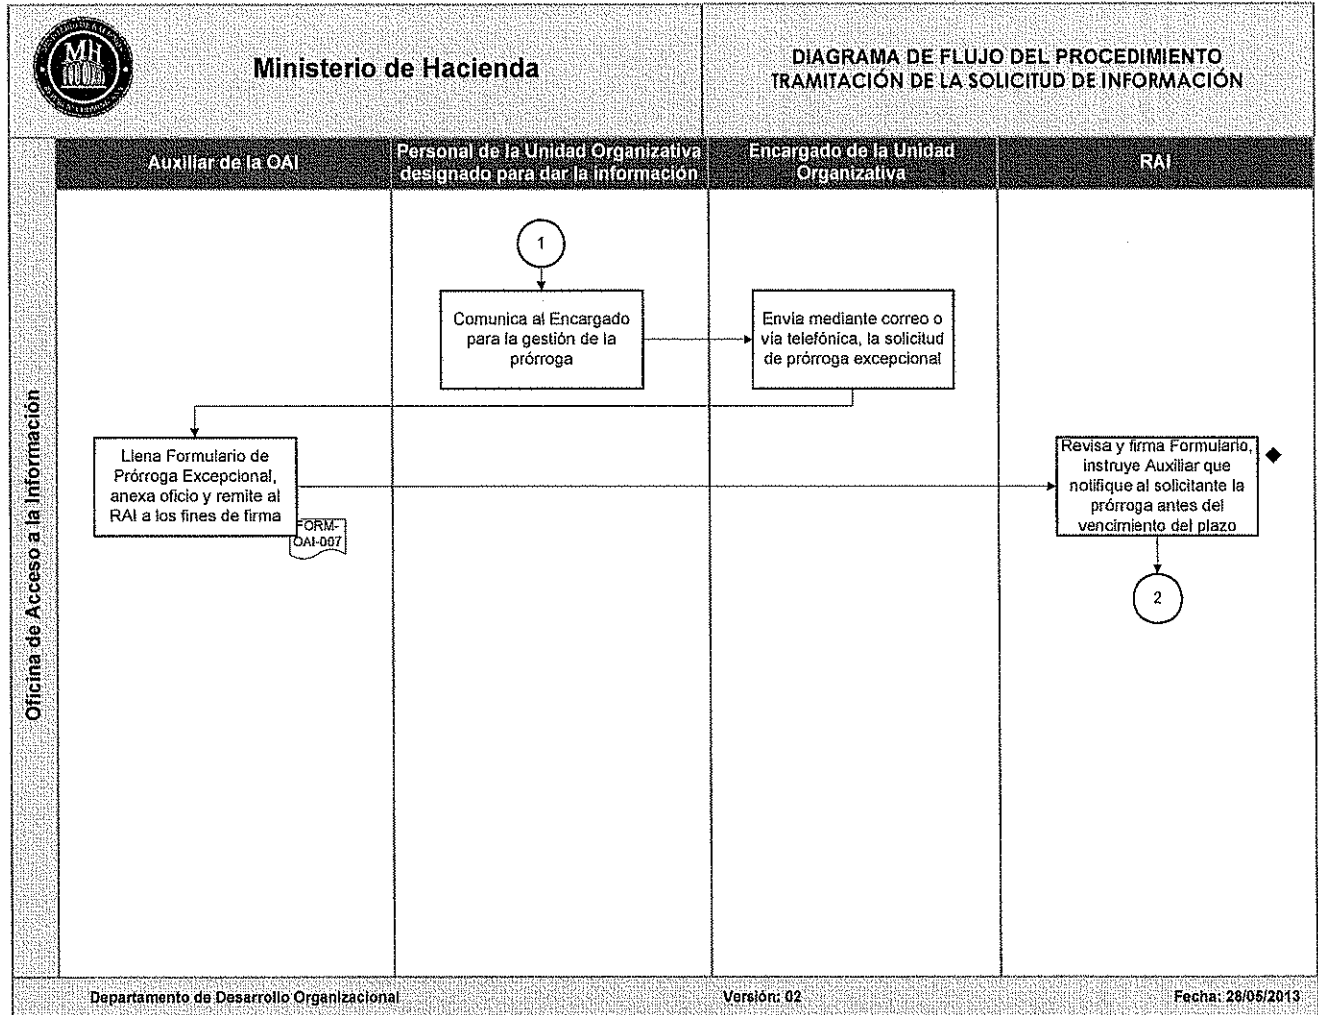 MH
Ministerio de Hacienda
DIAGRAMA DE FLUJO DEL PROCEDIMIENTO
TRAMITACIÓN DE LA SOLICITUD DE INFORMACIÓN
Oficina de Acceso a la Información
Auxiliar de la OAI
Personal de la Unidad Organizativa
designado para dar la información
Encargado de la Unidad
Organizativa
RAI
1
Comunica al Encargado
para la gestión de la
prórroga
Envía mediante correo o
vía telefónica, la solicitud
de prórroga excepcional
Llena Formulario de
Prórroga Excepcional,
anexa oficio y remite al
RAI a los fines de firma
FORM-
OAI-007
Revisa y firma Formulario,
instruye Auxiliar que
notifique al solicitante la
prórroga antes del
vencimiento del plazo
2
Departamento de Desarrollo Organizacional
Versión: 02
Fecha: 28/05/2013